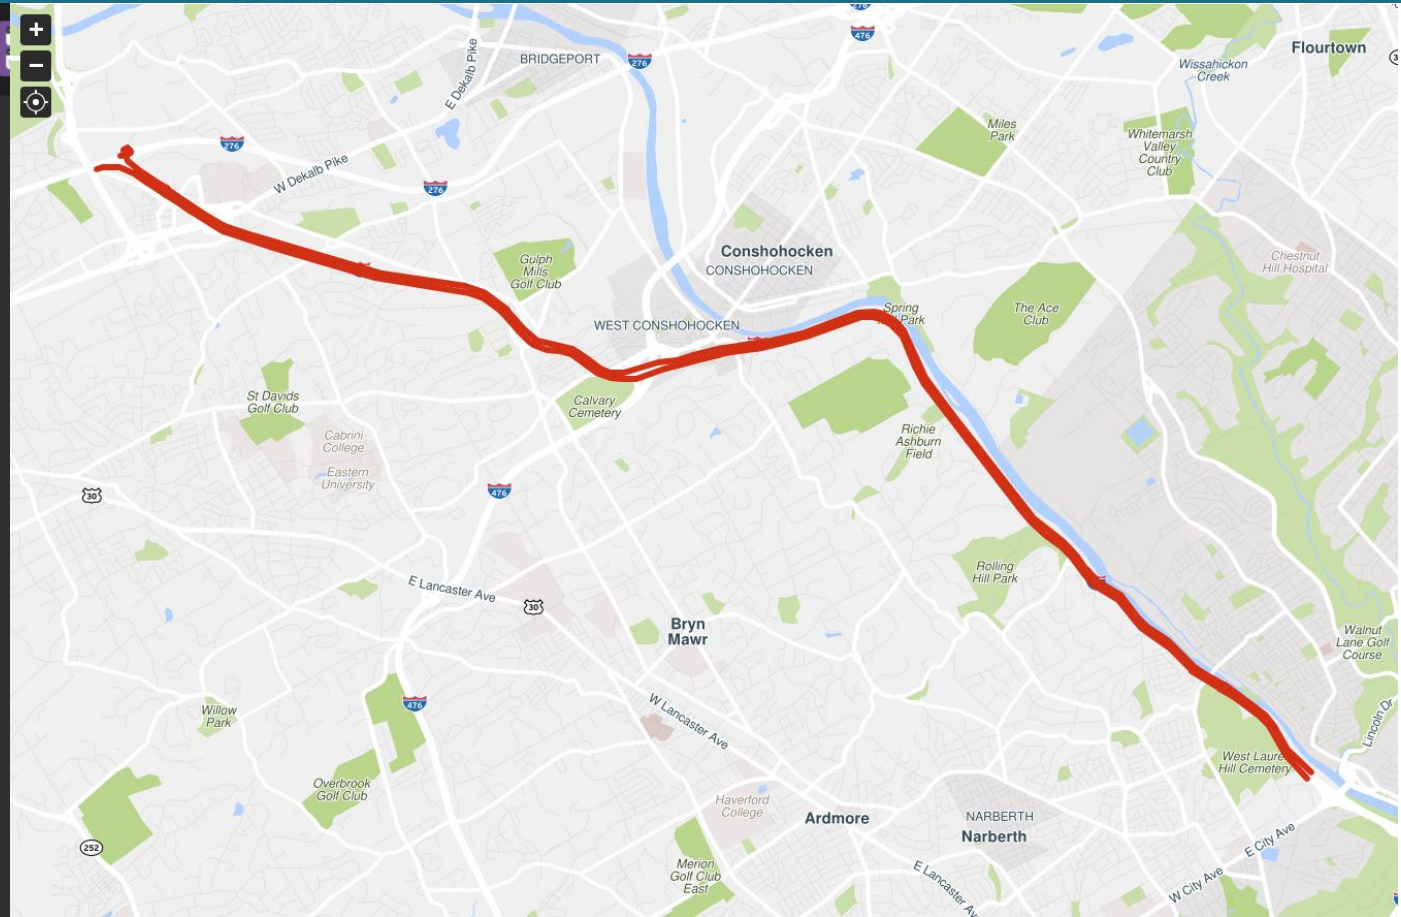 +
−
276
476
BRIDGEPORT
276
E Dekalb Pike
Flourtown
Wissahickon
Creek
276
W Dekalb Pike
276
Miles
Park
Whitemarsh
Valley
Country
Club
Conshohocken
CONSHOHOCKEN
Chestnut
Hill Hospital
Gulph
Mills
Golf Club
WEST CONSHOHOCKEN
Spring
Park
The Ace
Club
St Davids
Golf Club
Calvary
Cemetery
Cabrini
College
Richie
Ashburn
Field
Eastern
University
30
476
E Lancaster Ave
30
Rolling
Hill Park
Bryn
Mawr
Walnut
Lane Golf
Course
Willow
Park
476
W Lancaster Ave
Lincoln Dr
West Laurel
Hill Cemetery
Overbrook
Golf Club
Haverford
College
Ardmore
NARBERTH
Narberth
252
E City Ave
Merion
Golf Club
East
E Lancaster Av
W City Ave